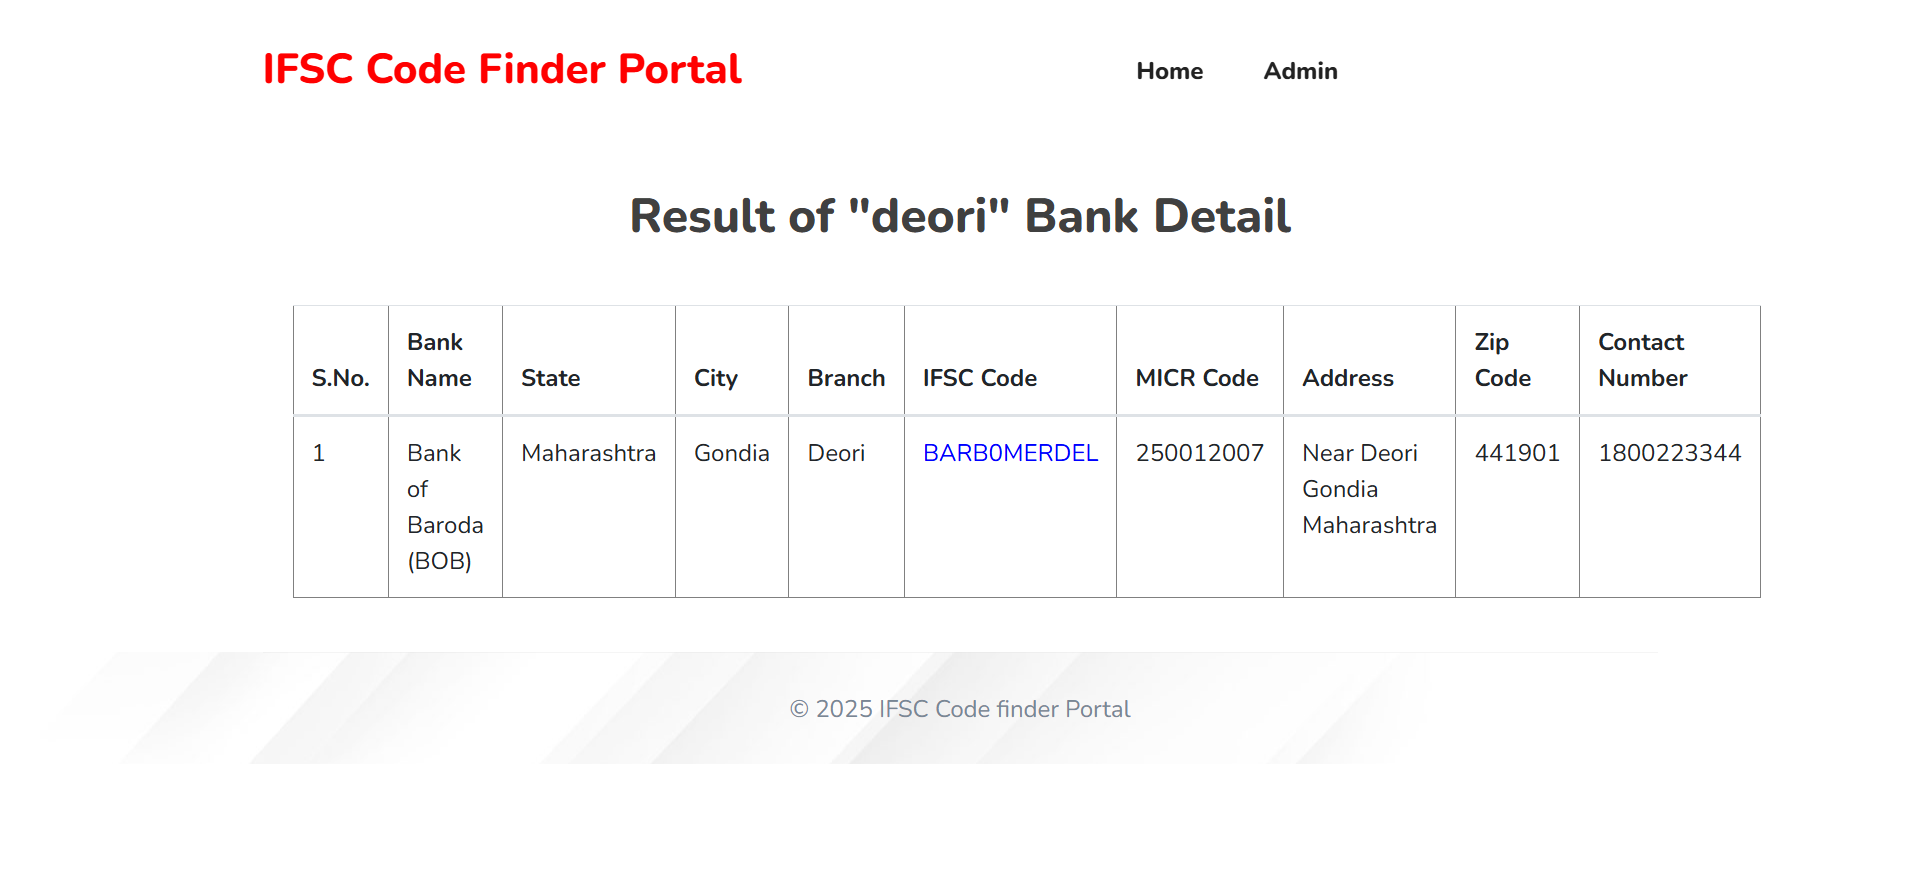 IFSC Code Finder Portal
Home Admin
Result of "deori" Bank Detail
S.No. Bank Name State City Branch IFSC Code MICR Code Address Zip Code Contact Number
1 Bank of Baroda (BOB) Maharashtra Gondia Deori BARB0MERDEL 250012007 Near Deori Gondia Maharashtra 441901 1800223344
© 2025 IFSC Code finder Portal